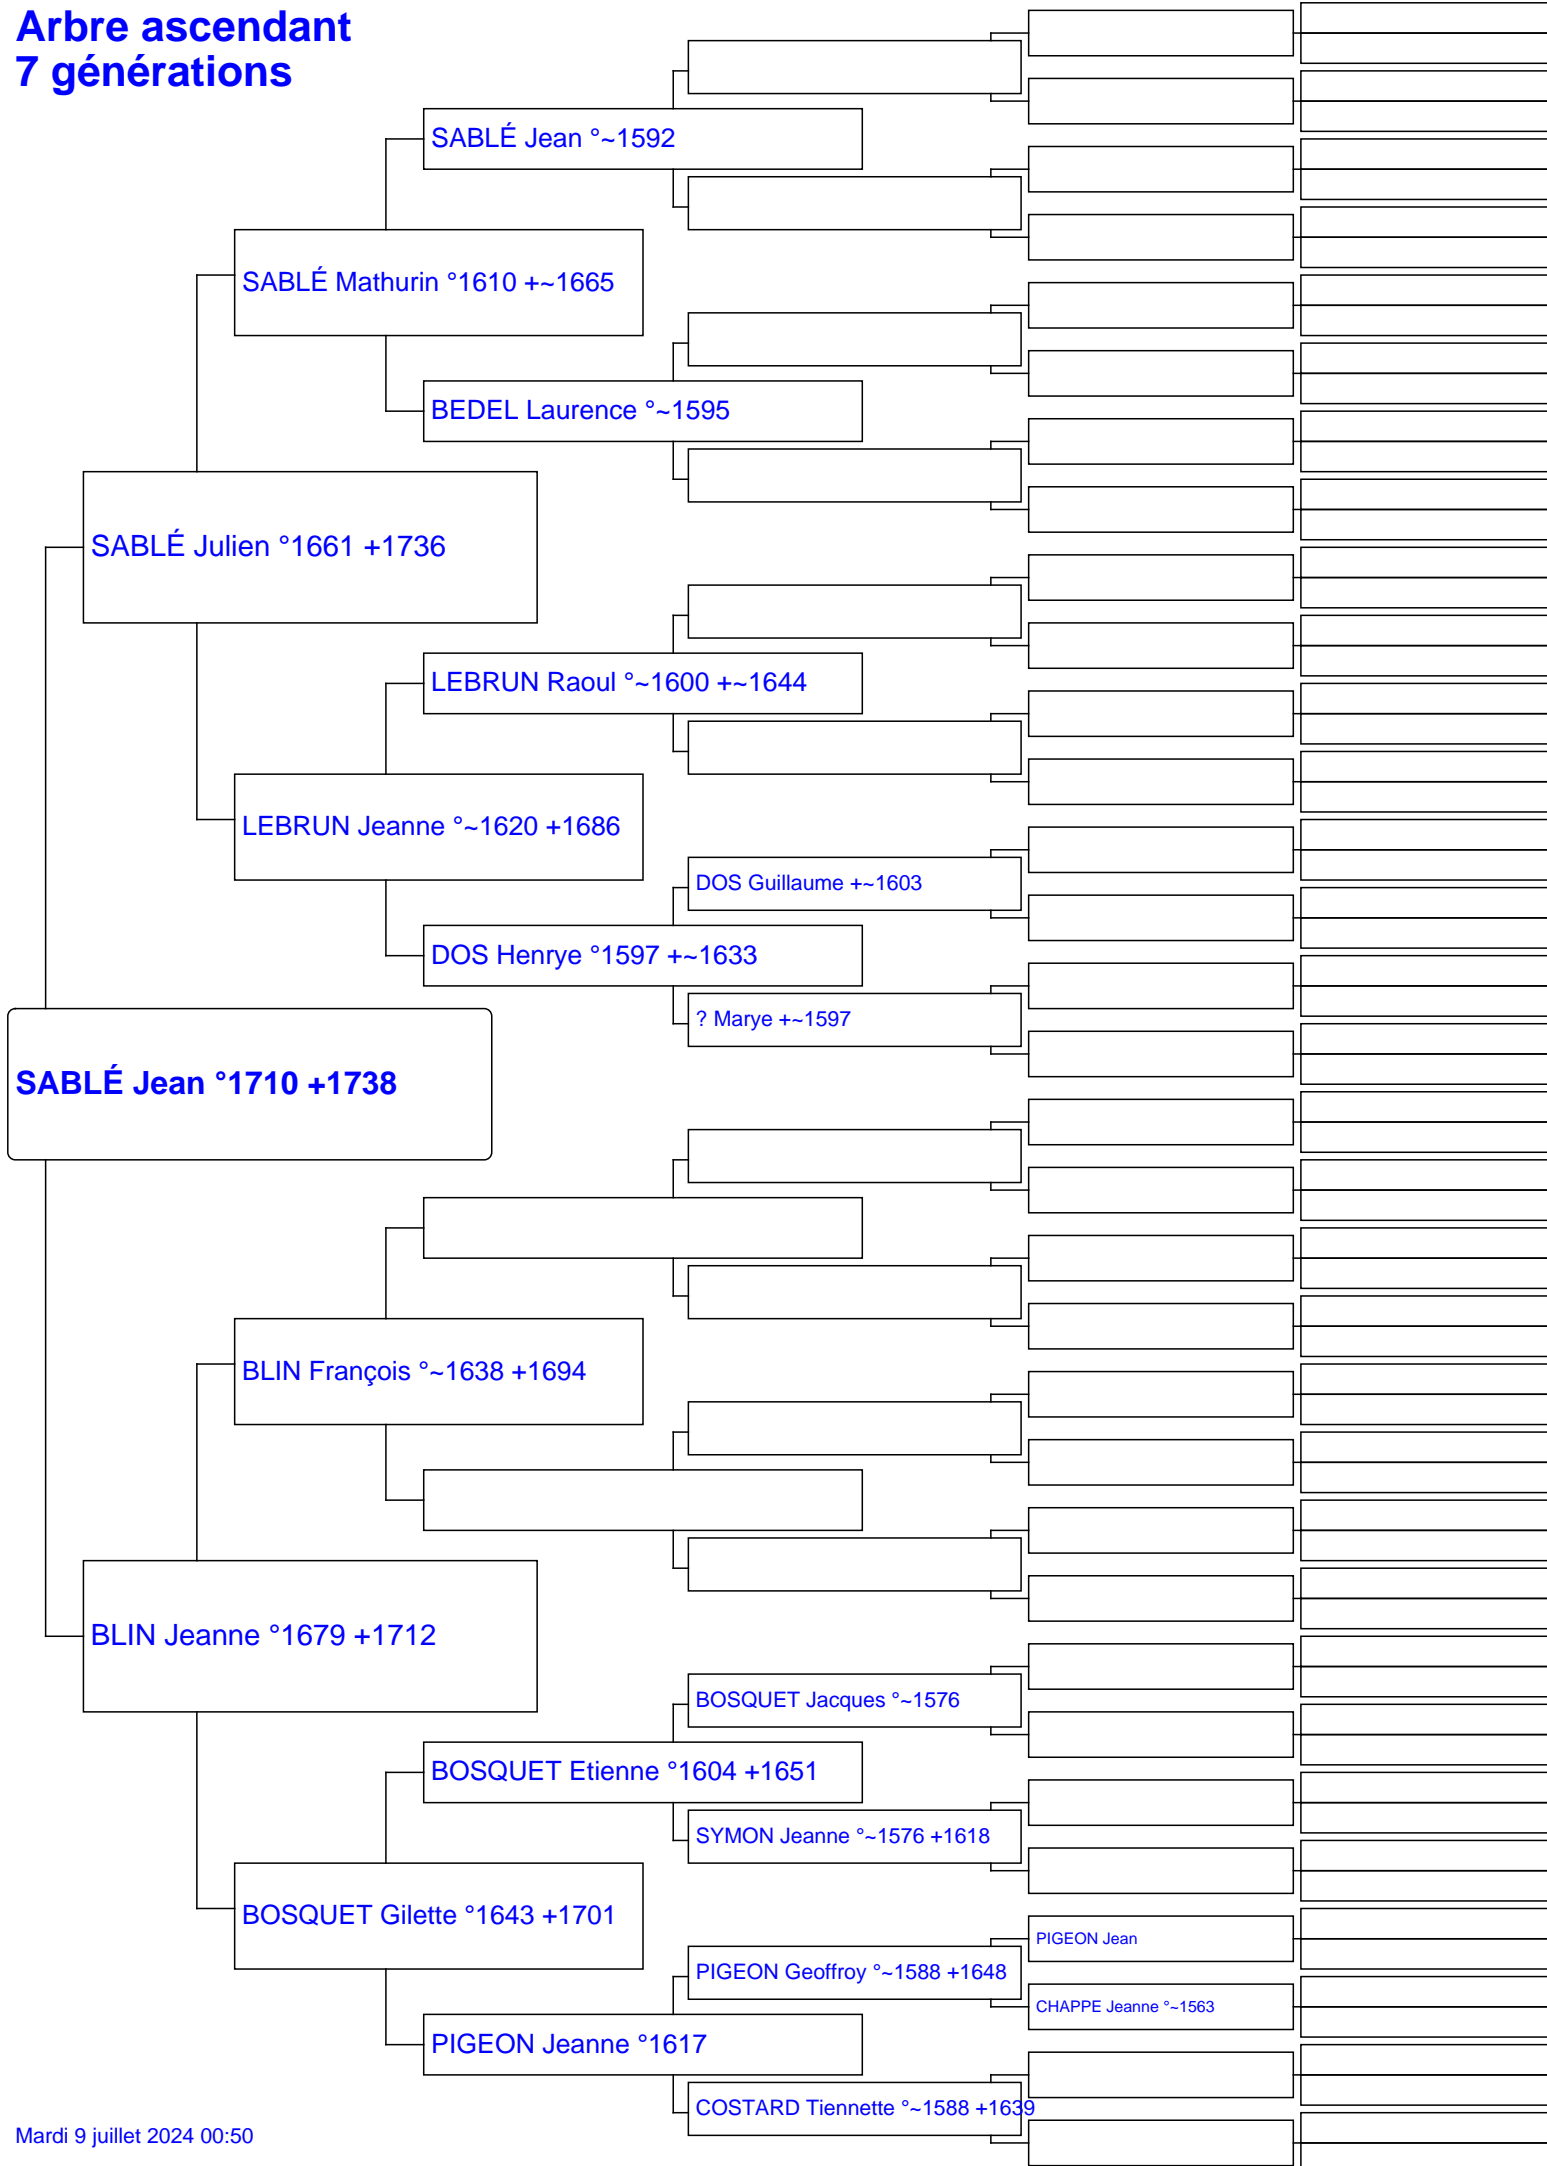 Arbre ascendant
7 générations
SABLÉ Jean °~1592
SABLÉ Mathurin °1610 +~1665
BEDEL Laurence °~1595
SABLÉ Julien °1661 +1736
LEBRUN Raoul °~1600 +~1644
LEBRUN Jeanne °~1620 +1686
DOS Guillaume +~1603
DOS Henrye °1597 +~1633
? Marye +~1597
SABLÉ Jean °1710 +1738
BLIN François °~1638 +1694
BLIN Jeanne °1679 +1712
BOSQUET Jacques °~1576
BOSQUET Etienne °1604 +1651
SYMON Jeanne °~1576 +1618
BOSQUET Gilette °1643 +1701
PIGEON Jean
PIGEON Geoffroy °~1588 +1648
CHAPPE Jeanne °~1563
PIGEON Jeanne °1617
COSTARD Tiennette °~1588 +1639
Mardi 9 juillet 2024 00:50